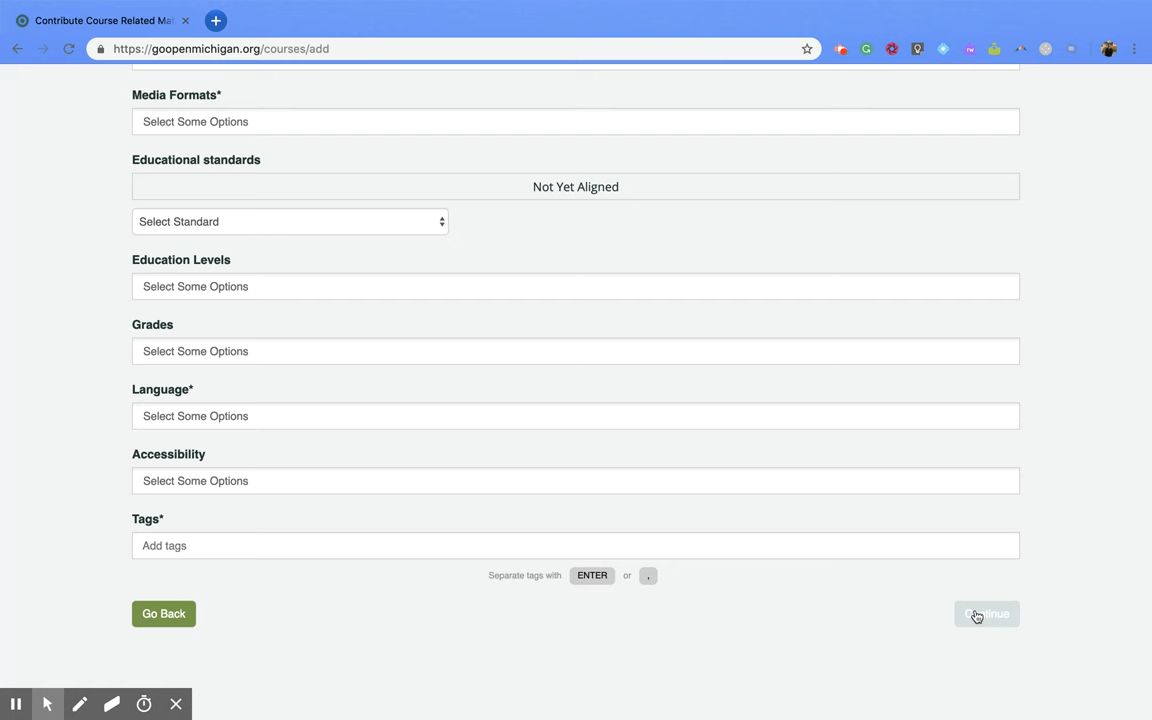 Contribute Course Related Mat
https://goopenmichigan.org/courses/add
Media Formats*
Select Some Options
Educational standards
Not Yet Aligned
Select Standard
Education Levels
Select Some Options
Grades
Select Some Options
Language*
Select Some Options
Accessibility
Select Some Options
Tags*
Add tags
Separate tags with ENTER or ,
Go Back
Continue